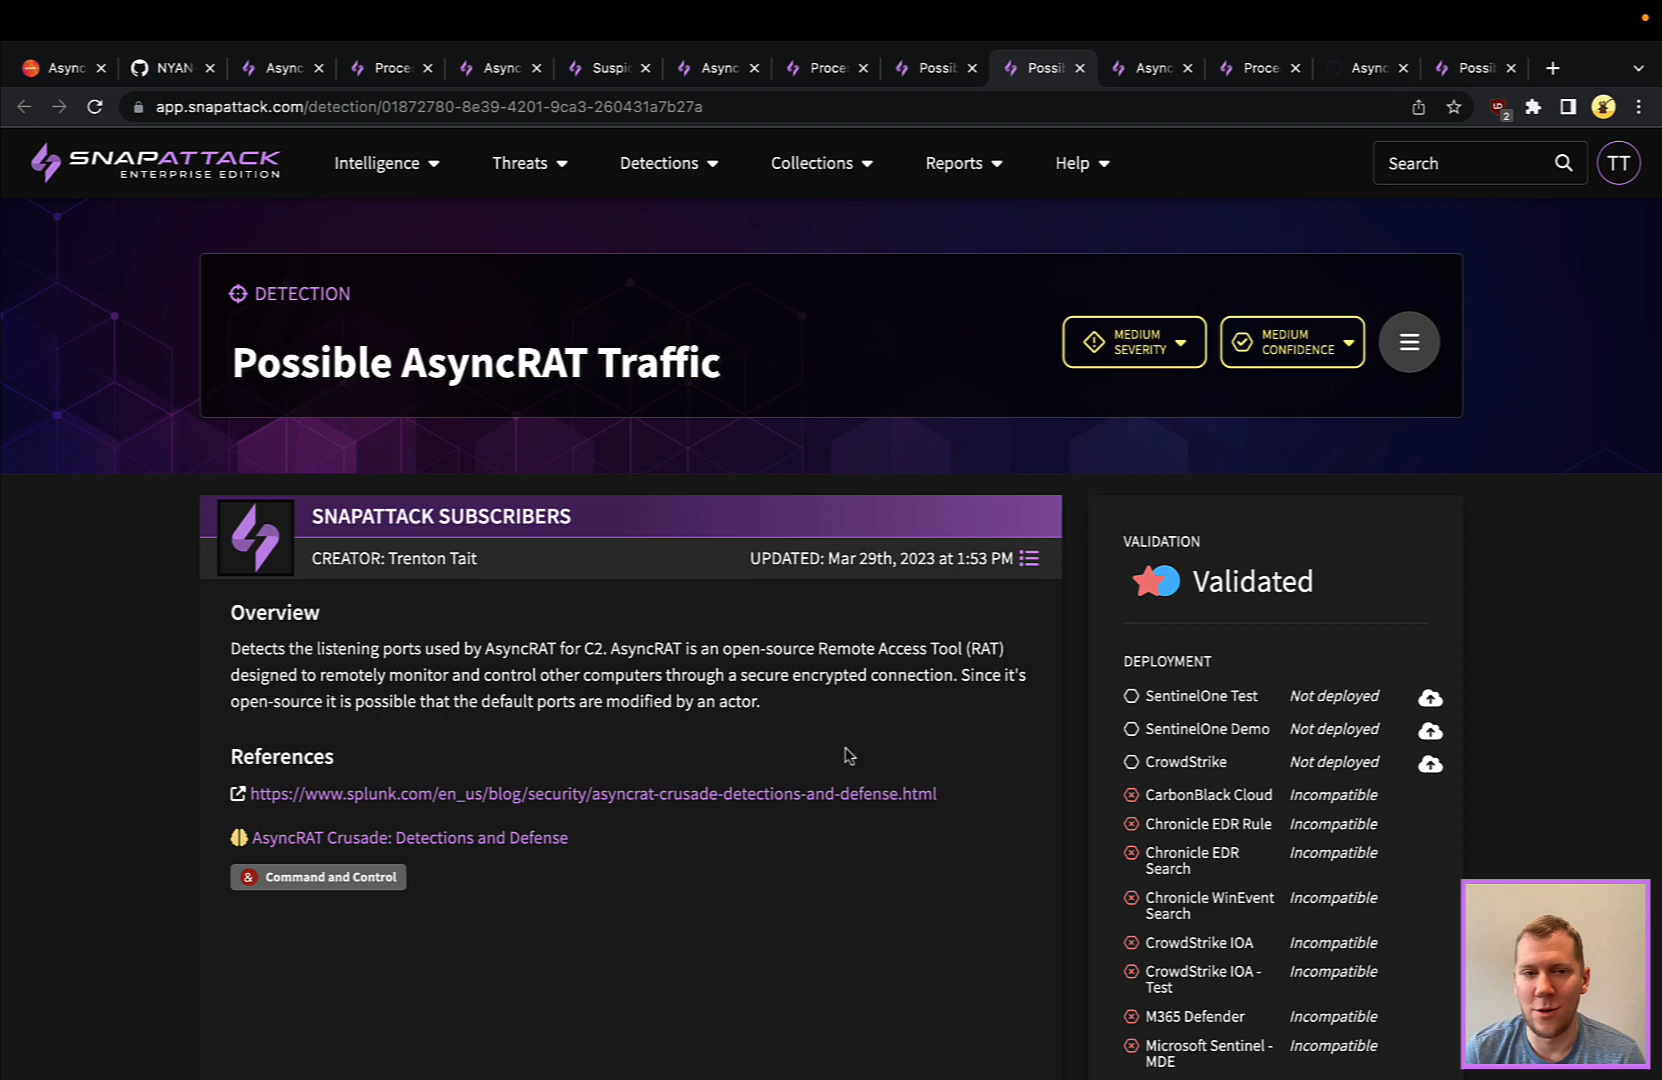 Async
NYAN
Async
Proce
Async
Suspic
Async
Proce
Possib
Possib
Async
Proce
Async
Possib
app.snapattack.com/detection/01872780-8e39-4201-9ca3-260431a7b27a
2
SNAPATTACK
ENTERPRISE EDITION
Intelligence
Threats
Detections
Collections
Reports
Help
Search
TT
DETECTION
Possible AsyncRAT Traffic
MEDIUM
SEVERITY
MEDIUM
CONFIDENCE
SNAPATTACK SUBSCRIBERS
CREATOR: Trenton Tait
UPDATED: Mar 29th, 2023 at 1:53 PM
Overview
Detects the listening ports used by AsyncRAT for C2. AsyncRAT is an open-source Remote Access Tool (RAT)
designed to remotely monitor and control other computers through a secure encrypted connection. Since it's
open-source it is possible that the default ports are modified by an actor.
References
https://www.splunk.com/en_us/blog/security/asyncrat-crusade-detections-and-defense.html
AsyncRAT Crusade: Detections and Defense
& Command and Control
VALIDATION
Validated
DEPLOYMENT
SentinelOne Test Not deployed
SentinelOne Demo Not deployed
CrowdStrike Not deployed
CarbonBlack Cloud Incompatible
Chronicle EDR Rule Incompatible
Chronicle EDR Incompatible
Search
Chronicle WinEvent Incompatible
Search
CrowdStrike IOA Incompatible
CrowdStrike IOA - Incompatible
Test
M365 Defender Incompatible
Microsoft Sentinel - Incompatible
MDE